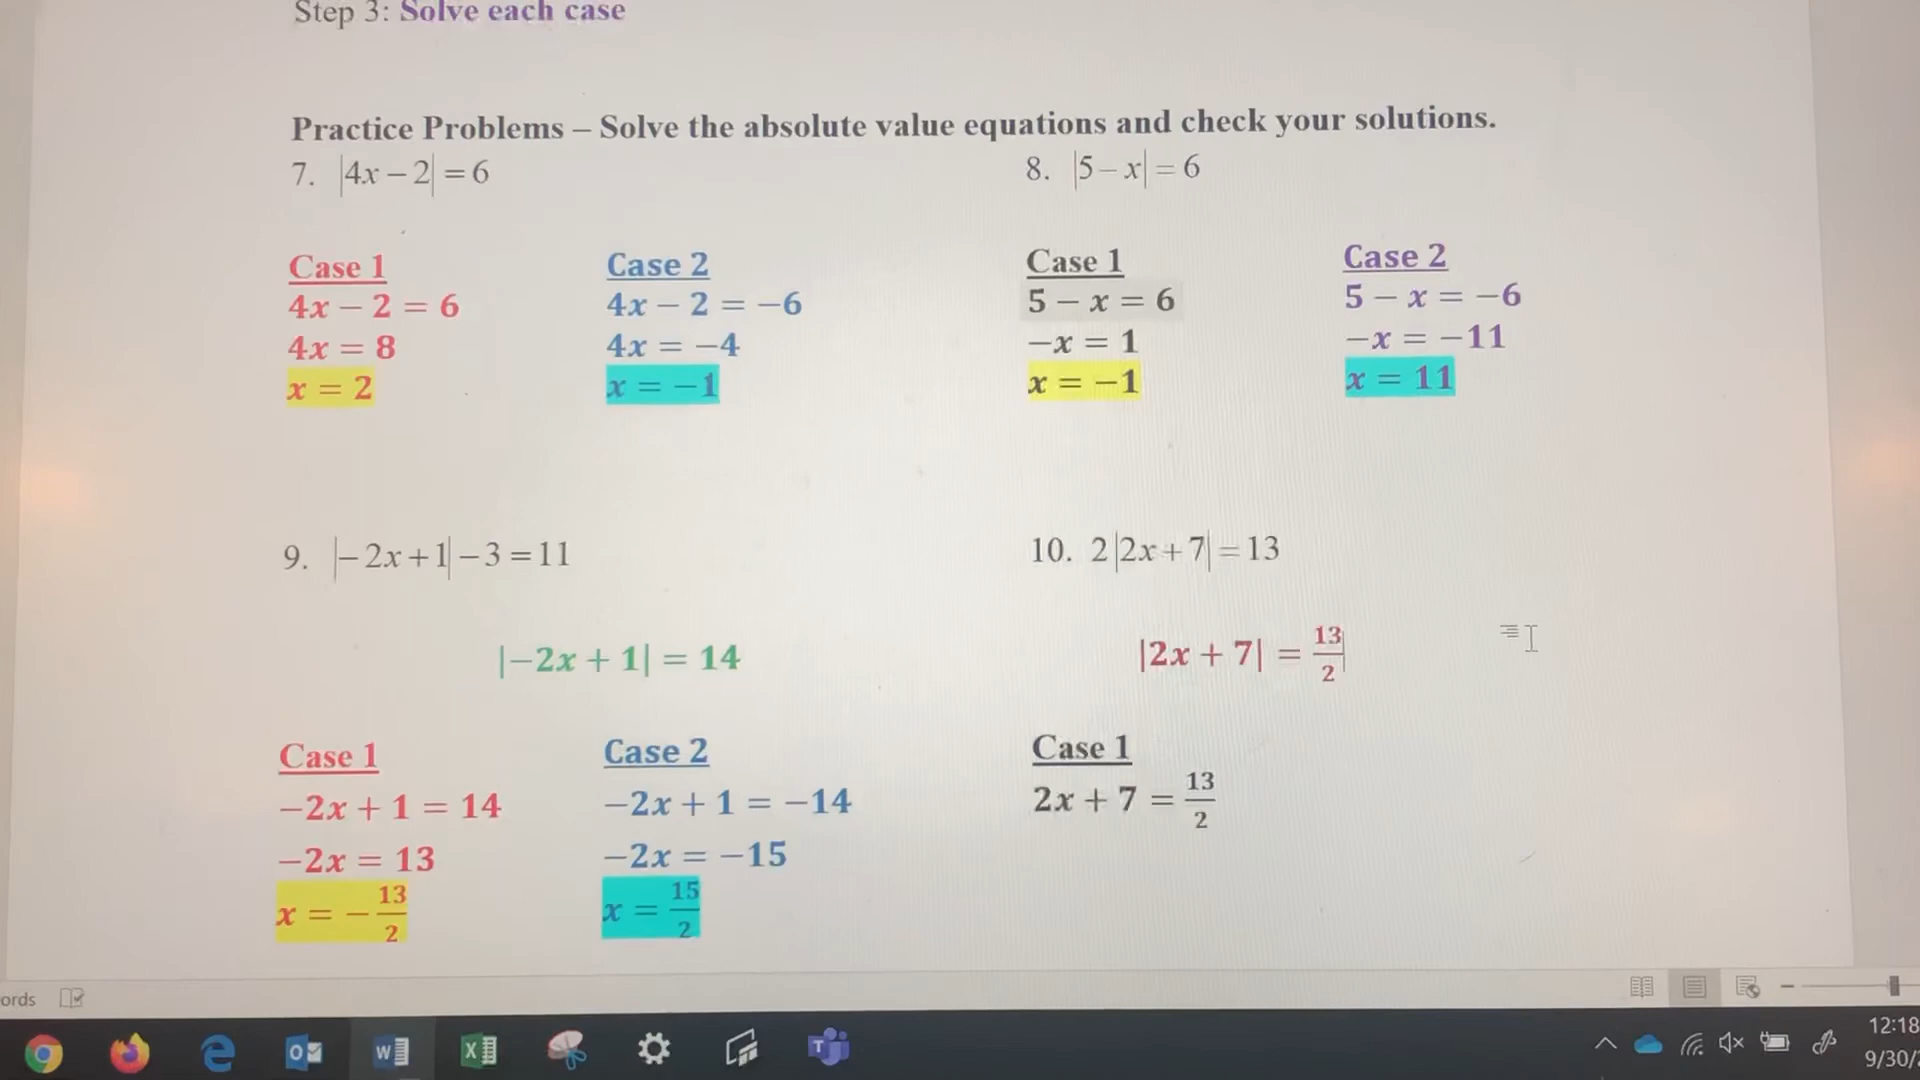 Step 3: Solve each case
Practice Problems – Solve the absolute value equations and check your solutions.
7. |4x – 2| = 6
8. |5 – x| = 6
Case 1
4x − 2 = 6
4x = 8
x = 2
Case 2
4x − 2 = −6
4x = −4
x = −1
Case 1
5 − x = 6
−x = 1
x = −1
Case 2
5 − x = −6
−x = −11
x = 11
9. |– 2x + 1| – 3 = 11
10. 2|2x + 7| = 13
|−2x + 1| = 14
|2x + 7| = 13/2
Case 1
−2x + 1 = 14
−2x = 13
x = −13/2
Case 2
−2x + 1 = −14
−2x = −15
x = 15/2
Case 1
2x + 7 = 13/2
ords
12:18
9/30/